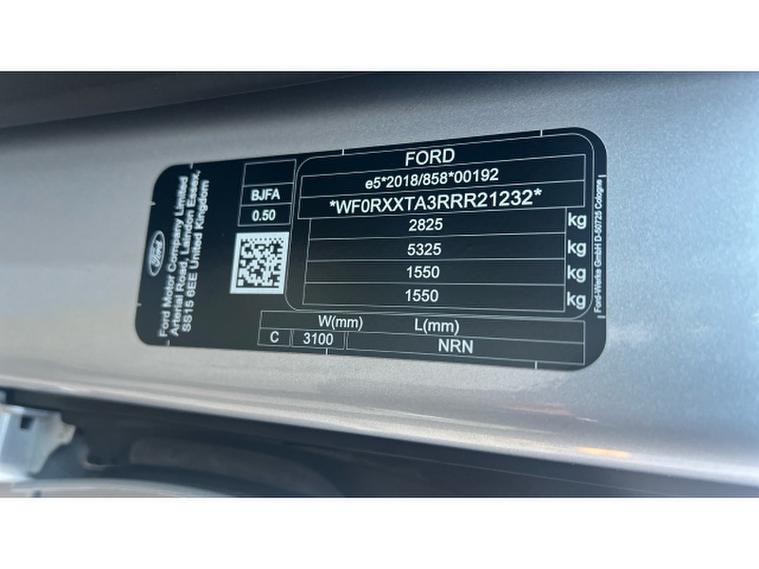 FORD
e5*2018/858*00192
*WF0RXXTA3RRR21232*
2825 kg
5325 kg
1550 kg
1550 kg
BJFA
0.50
W(mm) L(mm)
C 3100 NRN
Ford
Ford Motor Company Limited
Arterial Road, Laindon Essex,
SS15 6EE United Kingdom
Ford-Werke GmbH D-50725 Cologne